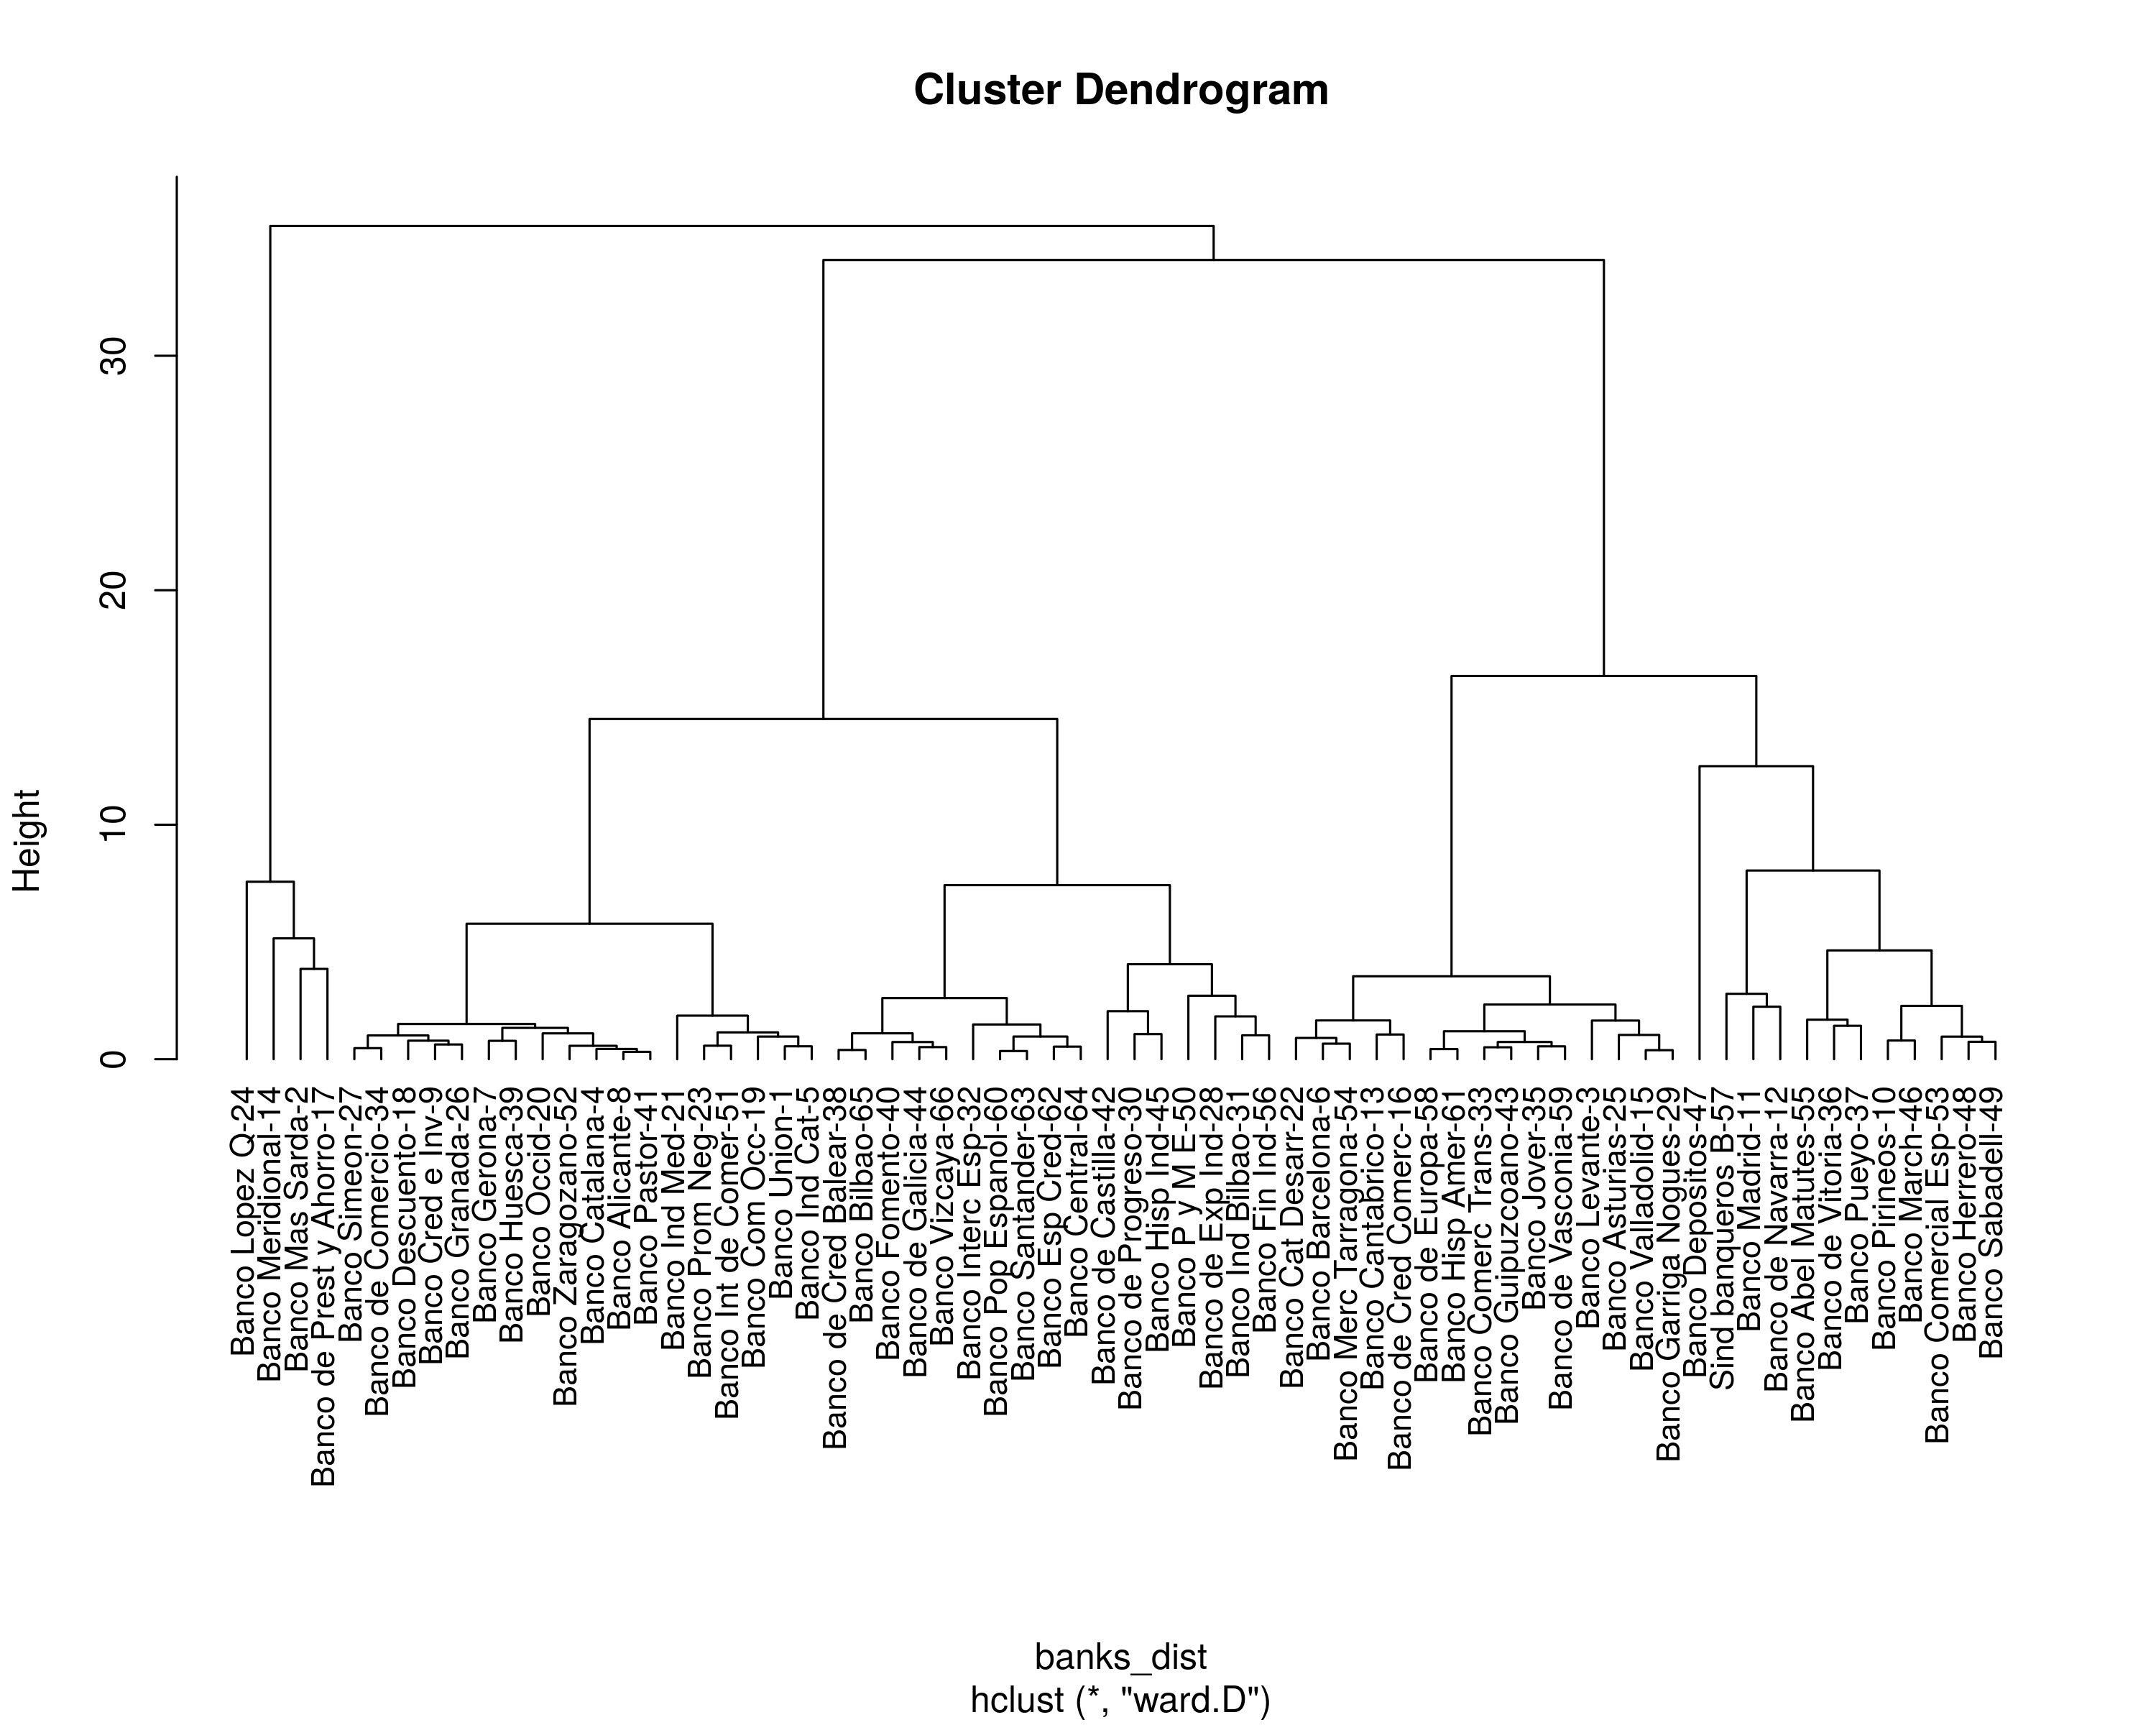 Cluster Dendrogram
Height
30
20
10
0
Banco Lopez Q-24
Banco Meridional-14
Banco Mas Sarda-2
Banco de Prest y Ahorro-17
Banco Simeon-27
Banco de Comercio-34
Banco Descuento-18
Banco Cred e Inv-9
Banco Granada-26
Banco Gerona-7
Banco Huesca-39
Banco Occid-20
Banco Zaragozano-52
Banco Catalana-4
Banco Alicante-8
Banco Pastor-41
Banco Ind Med-21
Banco Prom Neg-23
Banco Int de Comer-51
Banco Com Occ-19
Banco Union-1
Banco Ind Cat-5
Banco de Cred Balear-38
Banco Bilbao-65
Banco Fomento-40
Banco de Galicia-44
Banco Vizcaya-66
Banco Interc Esp-32
Banco Pop Espanol-60
Banco Santander-63
Banco Esp Cred-62
Banco Central-64
Banco de Castilla-42
Banco de Progreso-30
Banco Hisp Ind-45
Banco P y M E-50
Banco de Exp Ind-28
Banco Ind Bilbao-31
Banco Fin Ind-56
Banco Cat Desarr-22
Banco Barcelona-6
Banco Merc Tarragona-54
Banco Cantabrico-13
Banco de Cred Comerc-16
Banco de Europa-58
Banco Hisp Amer-61
Banco Comerc Trans-33
Banco Guipuzcoano-43
Banco Jover-35
Banco de Vasconia-59
Banco Levante-3
Banco Asturias-25
Banco Valladolid-15
Banco Garriga Nogues-29
Banco Depositos-47
Sind banqueros B-57
Banco Madrid-11
Banco de Navarra-12
Banco Abel Matutes-55
Banco de Vitoria-36
Banco Pueyo-37
Banco Pirineos-10
Banco March-46
Banco Comercial Esp-53
Banco Herrero-48
Banco Sabadell-49
banks_dist
hclust (*, "ward.D")